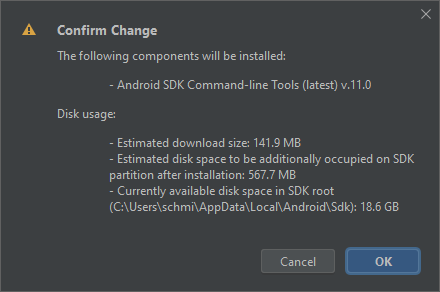 Confirm Change
The following components will be installed:
- Android SDK Command-line Tools (latest) v.11.0
Disk usage:
- Estimated download size: 141.9 MB
- Estimated disk space to be additionally occupied on SDK
partition after installation: 567.7 MB
- Currently available disk space in SDK root
(C:\Users\schmi\AppData\Local\Android\Sdk): 18.6 GB
Cancel
OK